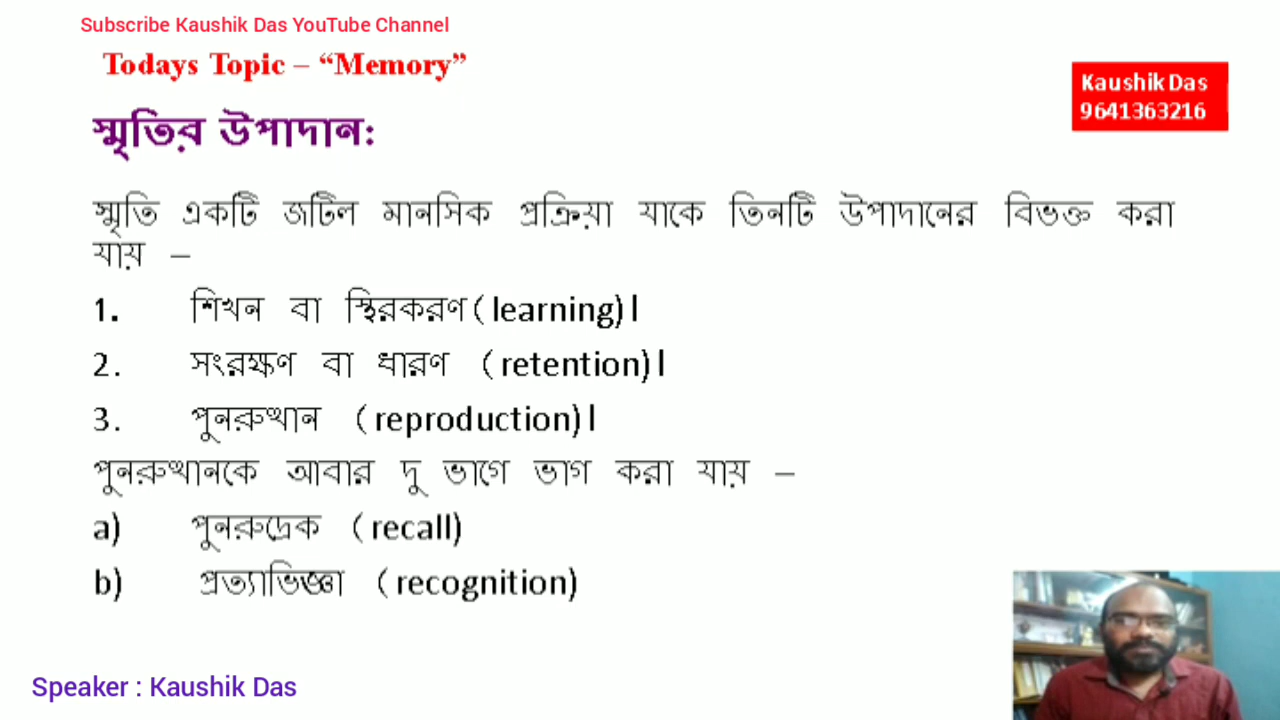 Subscribe Kaushik Das YouTube Channel
Todays Topic – “Memory”
Kaushik Das
9641363216
স্মৃতির উপাদান:
স্মৃতি একটি জটিল মানসিক প্রক্রিয়া যাকে তিনটি উপাদানের বিভক্ত করা
যায় –
1. শিখন বা স্থিরকরণ(learning)।
2. সংরক্ষণ বা ধারণ (retention)।
3. পুনরুত্থান (reproduction)।
পুনরুত্থানকে আবার দু ভাগে ভাগ করা যায় –
a) পুনরুদ্রেক (recall)
b) প্রত্যাভিজ্ঞা (recognition)
Speaker : Kaushik Das